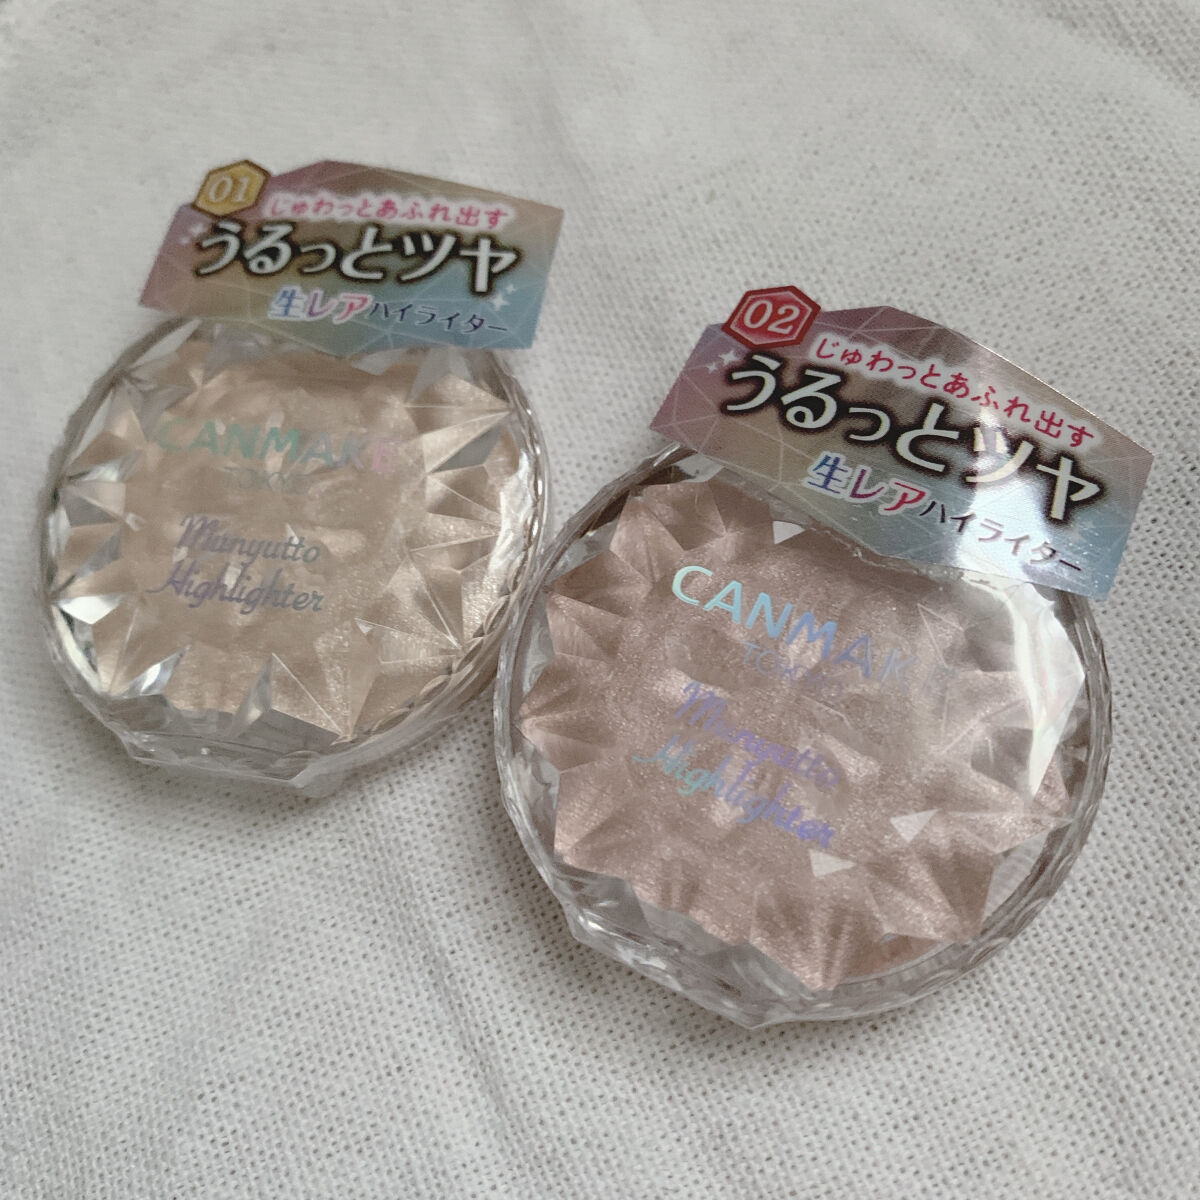 01
じゅわっとあふれ出す
うるっとツヤ
生レアハイライター
CANMAKE
TOKYO
Munyutto
Highlighter
02
じゅわっとあふれ出す
うるっとツヤ
生レアハイライター
CANMAKE
TOKYO
Munyutto
Highlighter